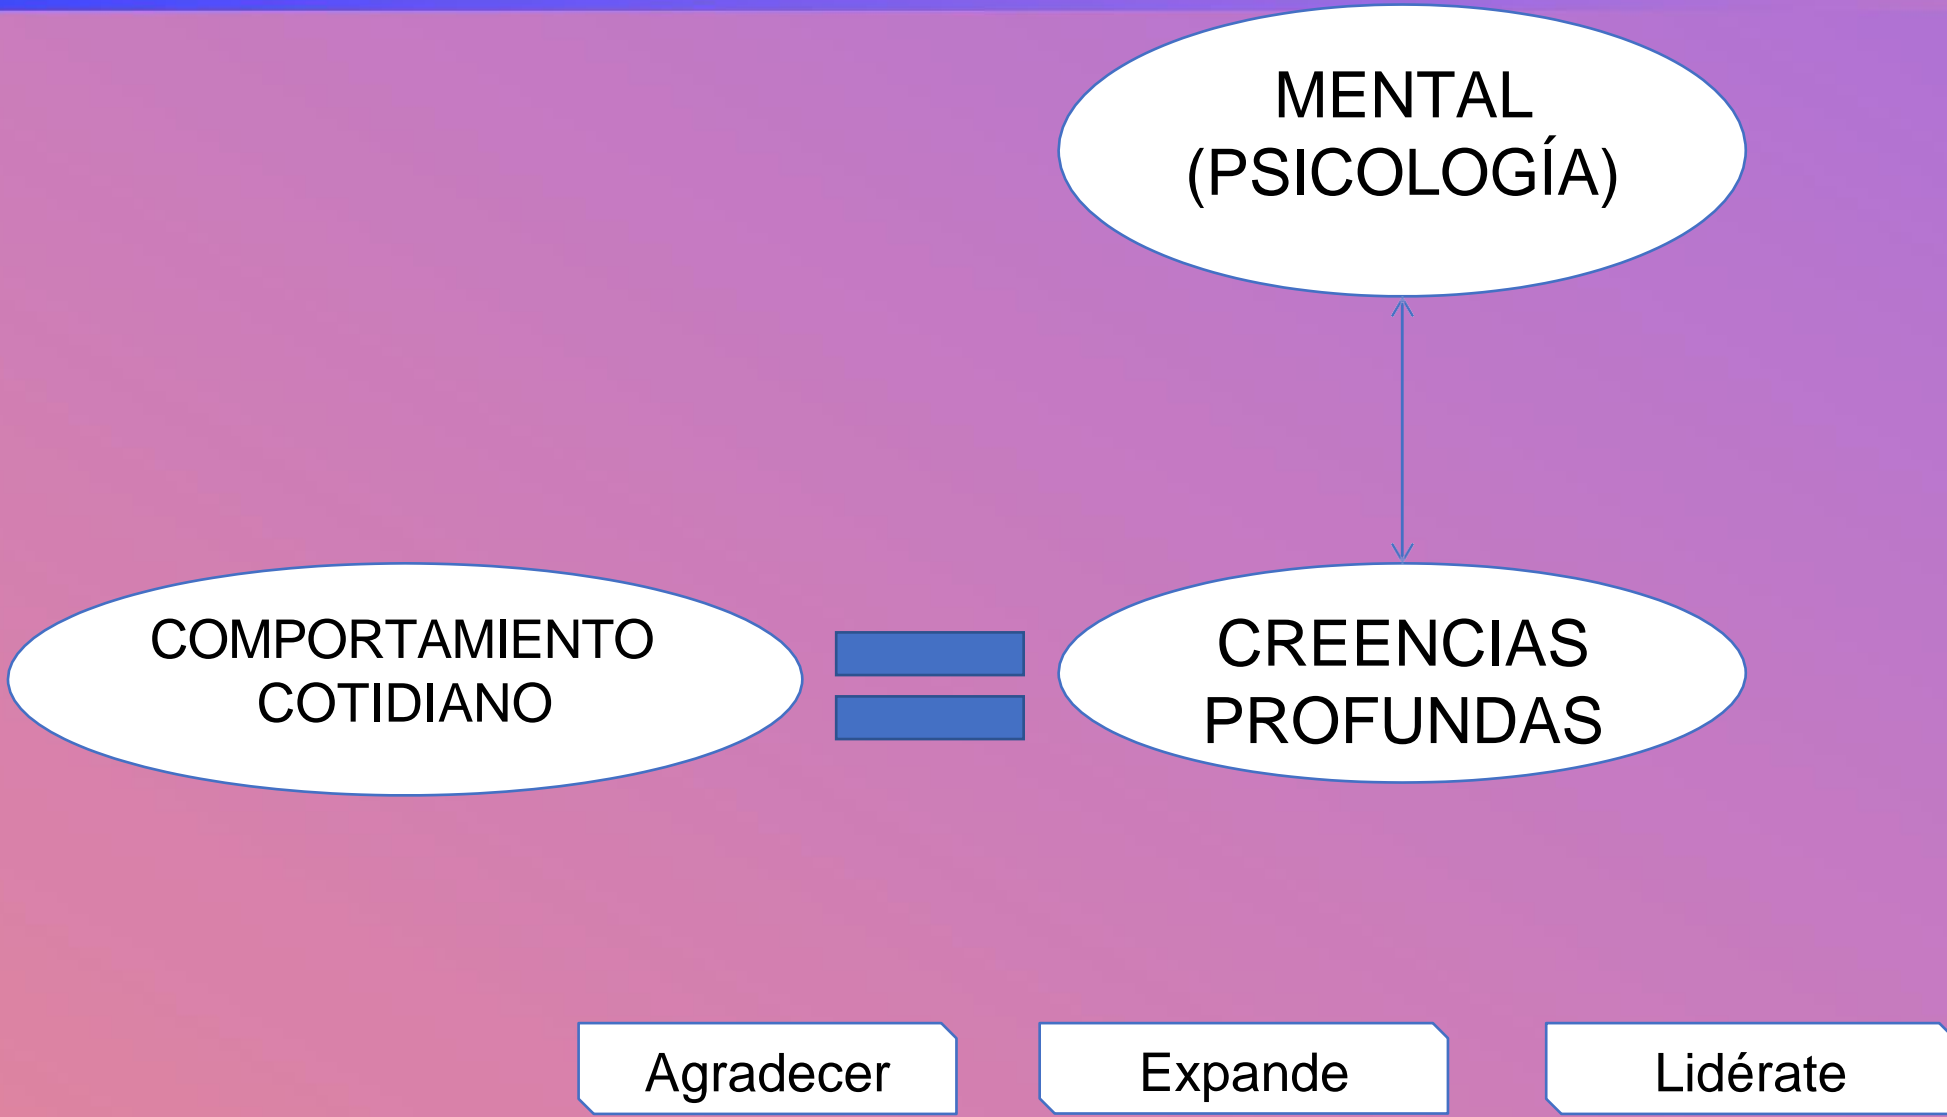 MENTAL
(PSICOLOGÍA)
COMPORTAMIENTO
COTIDIANO
CREENCIAS
PROFUNDAS
Agradecer
Expande
Lidérate